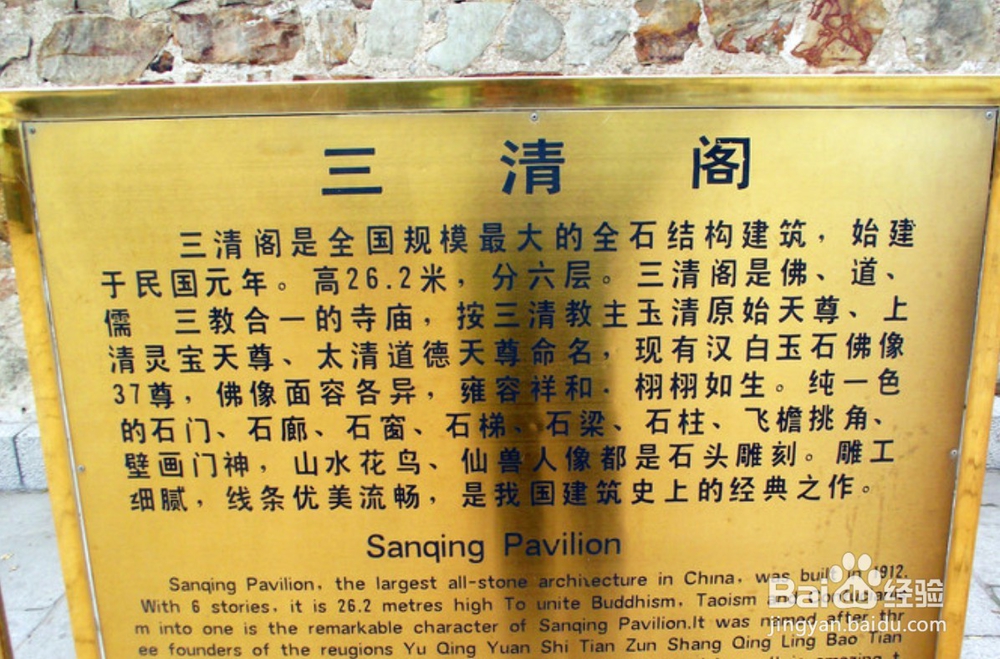 三清阁
三清阁是全国规模最大的全石结构建筑，始建
于民国元年。高26.2米，分六层。三清阁是佛、道、
儒 三教合一的寺庙，按三清教主玉清原始天尊、上
清灵宝天尊、太清道德天尊命名，现有汉白玉石佛像
37尊，佛像面容各异，雍容祥和．栩栩如生。纯一色
的石门、石廊、石窗、石梯、石梁、石柱、飞檐挑角、
壁画门神，山水花鸟、仙兽人像都是石头雕刻。雕工
细腻，线条优美流畅，是我国建筑史上的经典之作。
Sanqing Pavilion
Sanqing Pavilion, the largest all-stone architecture in China, was built in 1912.
With 6 stories, it is 26.2 metres high To unite Buddhism, Taoism
m into one is the remarkable character of Sanqing Pavilion.It was named after thr
ee founders of the reugions Yu Qing Yuan Shi Tian Zun Shang Qing Ling Bao Tian
Baidu经验
jingyan.baidu.com